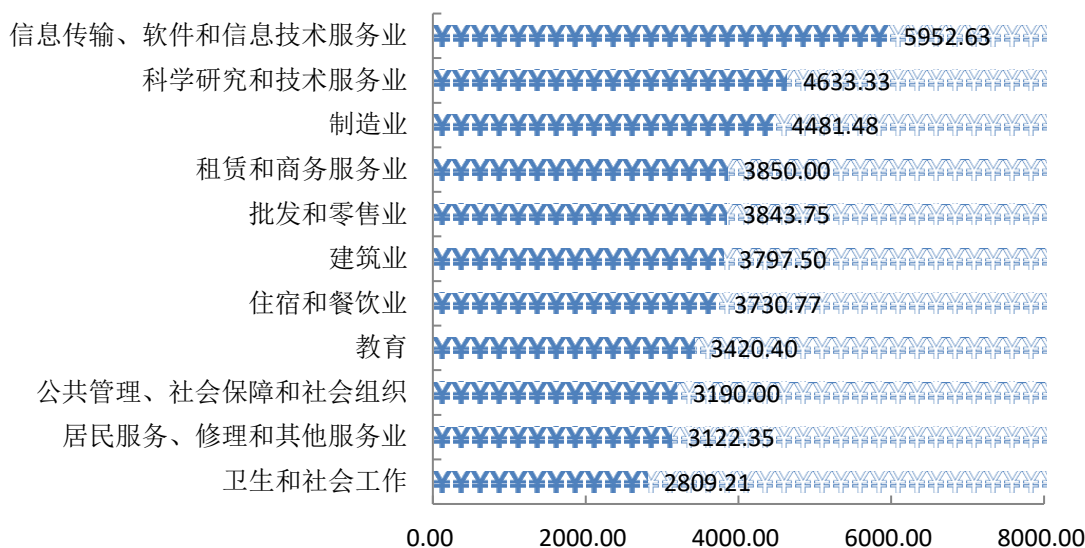 信息传输、软件和信息技术服务业 5952.63
科学研究和技术服务业 4633.33
制造业 4481.48
租赁和商务服务业 3850.00
批发和零售业 3843.75
建筑业 3797.50
住宿和餐饮业 3730.77
教育 3420.40
公共管理、社会保障和社会组织 3190.00
居民服务、修理和其他服务业 3122.35
卫生和社会工作 2809.21
0.00 2000.00 4000.00 6000.00 8000.00